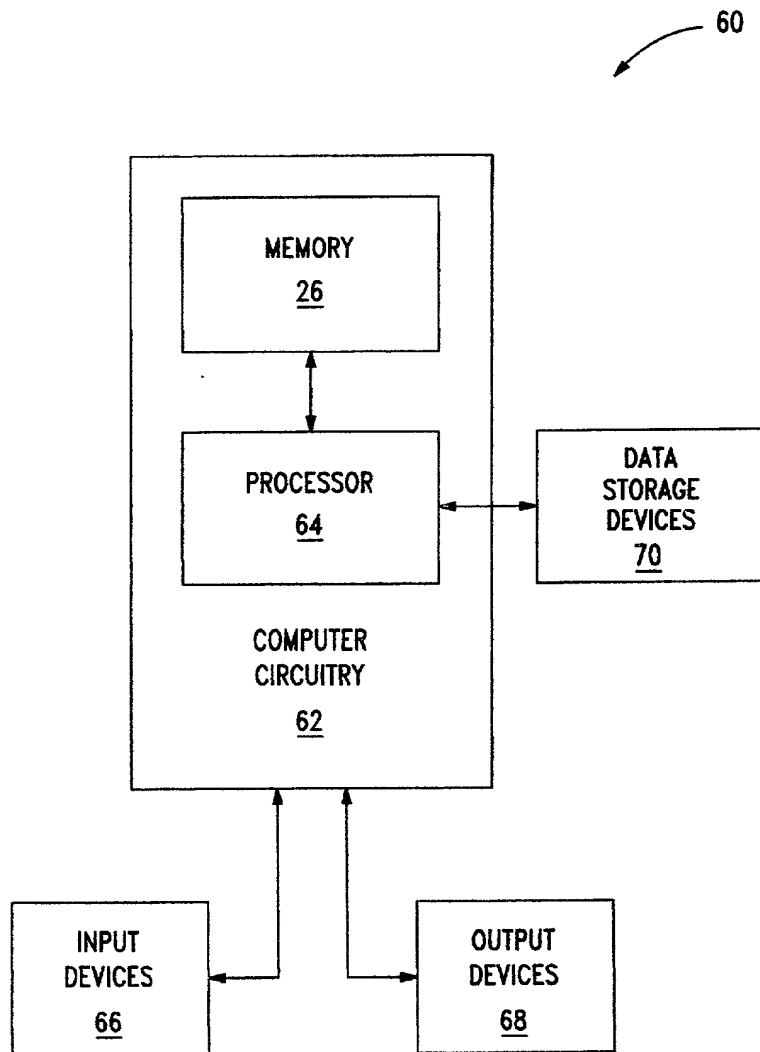 60
MEMORY
26
PROCESSOR
64
COMPUTER
CIRCUITRY
62
DATA
STORAGE
DEVICES
70
INPUT
DEVICES
66
OUTPUT
DEVICES
68